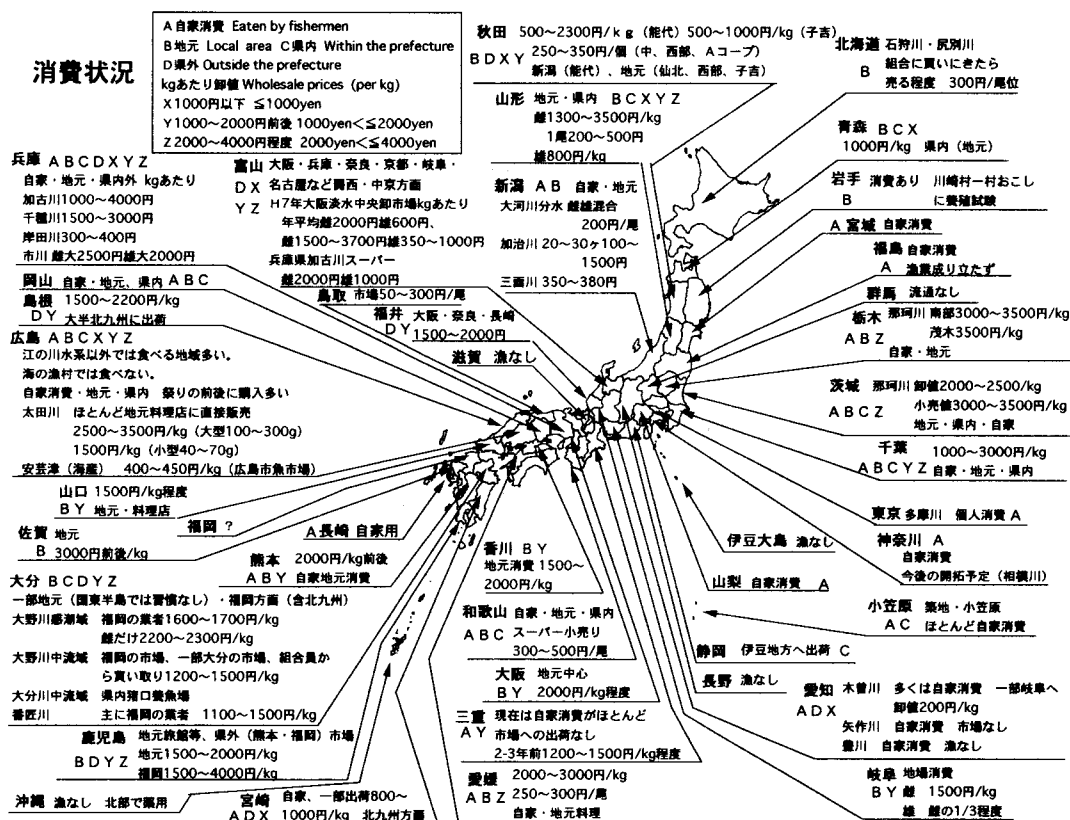 消費状況
A 自家消費 Eaten by fishermen
B 地元 Local area C 県内 Within the prefecture
D 県外 Outside the prefecture
kgあたり卸値 Wholesale prices (per kg)
X 1000円以下 ≦1000yen
Y 1000〜2000円前後 1000yen<≦2000yen
Z 2000〜4000円程度 2000yen<≦4000yen
兵庫 A B C D X Y Z
自家・地元・県内外 kgあたり
加古川1000〜4000円
千種川1500〜3000円
岸田川300〜400円
市川 雌大2500円雄大2000円
岡山 自家・地元、県内 A B C
島根 1500〜2200円/kg
D Y 大半北九州に出荷
広島 A B C X Y Z
江の川水系以外では食べる地域多い。
海の漁村では食べない。
自家消費・地元・県内 祭りの前後に購入多い
太田川 ほとんど地元料理店に直接販売
2500〜3500円/kg(大型100〜300g)
1500円/kg(小型40〜70g)
安芸津(海産) 400〜450円/kg(広島市魚市場)
山口 1500円/kg程度
B Y 地元・料理店
福岡 ?
佐賀 地元
B 3000円前後/kg
大分 B C D Y Z
一部地元(国東半島では習慣なし)・福岡方面(含北九州)
大野川感潮域 福岡の業者1600〜1700円/kg
雌だけ2200〜2300円/kg
大野川中流域 福岡の市場、一部大分の市場、組合員か
ら買い取り1200〜1500円/kg
大分川中流域 県内猪口養魚場
番匠川 主に福岡の業者 1100〜1500円/kg
鹿児島 地元旅館等、県外(熊本・福岡)市場
B D Y Z 地元1500〜2000円/kg
福岡1500〜4000円/kg
沖縄 漁なし 北部で薬用
宮崎 自家、一部出荷800〜
A D X 1000円/kg 北九州方面
富山 大阪・兵庫・奈良・京都・岐阜・
D X 名古屋など関西・中京方面
Y Z H7年大阪淡水中央卸市場kgあたり
年平均雌2000円雄600円、
雌1500〜3700円雄350〜1000円
兵庫県加古川スーパー
雌2000円雄1000円
鳥取 市場50〜300円/尾
福井 大阪・奈良・長崎
D Y 1500〜2000円
滋賀 漁なし
A 長崎 自家用
熊本 2000円/kg前後
A B Y 自家地元消費
秋田 500〜2300円/kg(能代)500〜1000円/kg(子吉)
B D X Y 250〜350円/個(中、西部、Aコープ)
新潟(能代)、地元(仙北、西部、子吉)
山形 地元・県内 B C X Y Z
雌1300〜3500円/kg
1尾200〜500円
雄800円/kg
新潟 A B 自家・地元
大河川分水 雌雄混合
200円/尾
加治川 20〜30ヶ100〜
1500円
三面川 350〜380円
香川 B Y
地元消費 1500〜
2000円/kg
和歌山 自家・地元・県内
A B C スーパー小売り
300〜500円/尾
大阪 地元中心
B Y 2000円/kg程度
三重 現在は自家消費がほとんど
A Y 市場への出荷なし
2-3年前1200〜1500円/kg程度
愛媛 2000〜3000円/kg
A B Z 250〜300円/尾
自家・地元料理
北海道 石狩川・尻別川
B 組合に買いにきたら
売る程度 300円/尾位
青森 B C X
1000円/kg 県内(地元)
岩手 消費あり 川崎村一村おこし
B に養殖試験
A 宮城 自家消費
福島 自家消費
A 漁業成り立たず
群馬 流通なし
栃木 那珂川 南部3000〜3500円/kg
A B Z 茂木3500円/kg
自家・地元
茨城 那珂川 卸値2000〜2500/kg
A B C Z 小売値3000〜3500円/kg
地元・県内・自家
千葉 1000〜3000円/kg
A B C Y Z 自家・地元・県内
東京 多摩川 個人消費 A
神奈川 A
自家消費
今後の開拓予定(相模川)
伊豆大島 漁なし
山梨 自家消費 A
小笠原 築地・小笠原
A C ほとんど自家消費
静岡 伊豆地方へ出荷 C
長野 漁なし
愛知 木曽川 多くは自家消費 一部岐阜へ
A D X 卸値200円/kg
矢作川 自家消費 市場なし
豊川 自家消費 漁なし
岐阜 地場消費
B Y 雌 1500円/kg
雄 雌の1/3程度